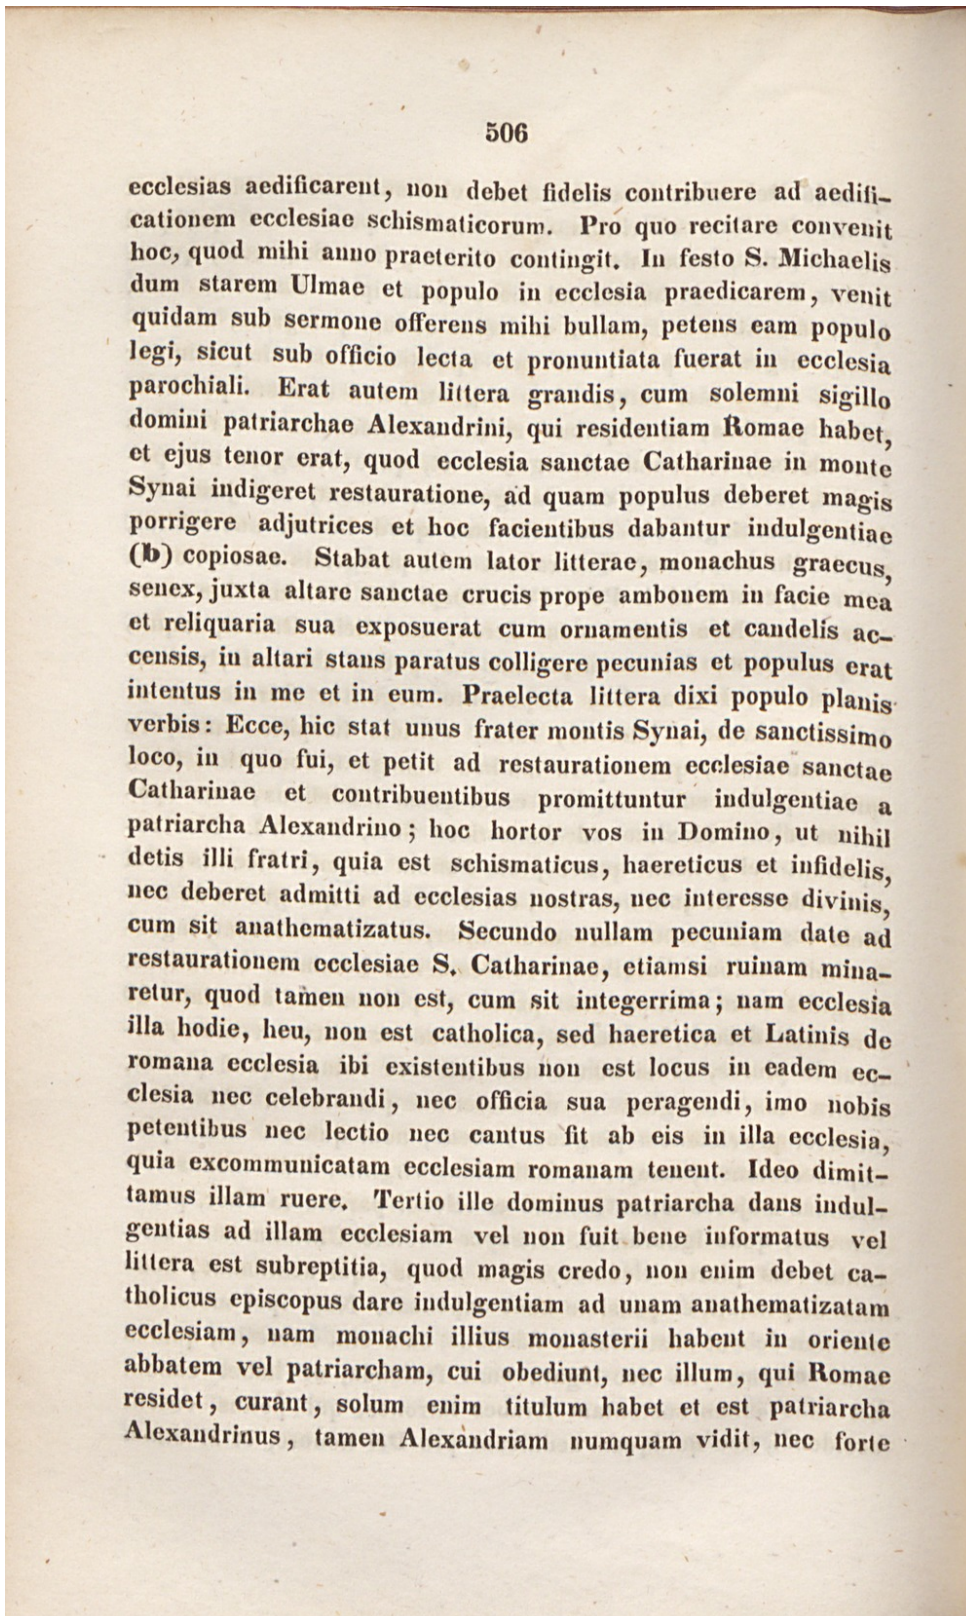 506
ecclesias aedificarent, non debet fidelis contribuere ad aedifi-
cationem ecclesiae schismaticorum. Pro quo recitare convenit
hoc, quod mihi anno praeterito contingit. In festo S. Michaelis
dum starem Ulmae et populo in ecclesia praedicarem, venit
quidam sub sermone offerens mihi bullam, petens eam populo
legi, sicut sub officio lecta et pronuntiata fuerat in ecclesia
parochiali. Erat autem littera grandis, cum solemni sigillo
domini patriarchae Alexandrini, qui residentiam Romae habet,
et ejus tenor erat, quod ecclesia sanctae Catharinae in monte
Synai indigeret restauratione, ad quam populus deberet magis
porrigere adjutrices et hoc facientibus dabantur indulgentiae
(b) copiosae. Stabat autem lator litterae, monachus graecus,
senex, juxta altare sanctae crucis prope ambonem in facie mea
et reliquaria sua exposuerat cum ornamentis et candelis ac-
censis, in altari stans paratus colligere pecunias et populus erat
intentus in me et in eum. Praelecta littera dixi populo planis
verbis: Ecce, hic stat unus frater montis Synai, de sanctissimo
loco, in quo fui, et petit ad restaurationem ecclesiae sanctae
Catharinae et contribuentibus promittuntur indulgentiae a
patriarcha Alexandrino; hoc hortor vos in Domino, ut nihil
detis illi fratri, quia est schismaticus, haereticus et infidelis,
nec deberet admitti ad ecclesias nostras, nec interesse divinis,
cum sit anathematizatus. Secundo nullam pecuniam date ad
restaurationem ecclesiae S. Catharinae, etiamsi ruinam mina-
retur, quod tamen non est, cum sit integerrima; nam ecclesia
illa hodie, heu, non est catholica, sed haeretica et Latinis de
romana ecclesia ibi existentibus non est locus in eadem ec-
clesia nec celebrandi, nec officia sua peragendi, imo nobis
petentibus nec lectio nec cantus fit ab eis in illa ecclesia,
quia excommunicatam ecclesiam romanam tenent. Ideo dimit-
tamus illam ruere. Tertio ille dominus patriarcha dans indul-
gentias ad illam ecclesiam vel non fuit bene informatus vel
littera est subreptitia, quod magis credo, non enim debet ca-
tholicus episcopus dare indulgentiam ad unam anathematizatam
ecclesiam, nam monachi illius monasterii habent in oriente
abbatem vel patriarcham, cui obediunt, nec illum, qui Romae
residet, curant, solum enim titulum habet et est patriarcha
Alexandrinus, tamen Alexandriam numquam vidit, nec forte